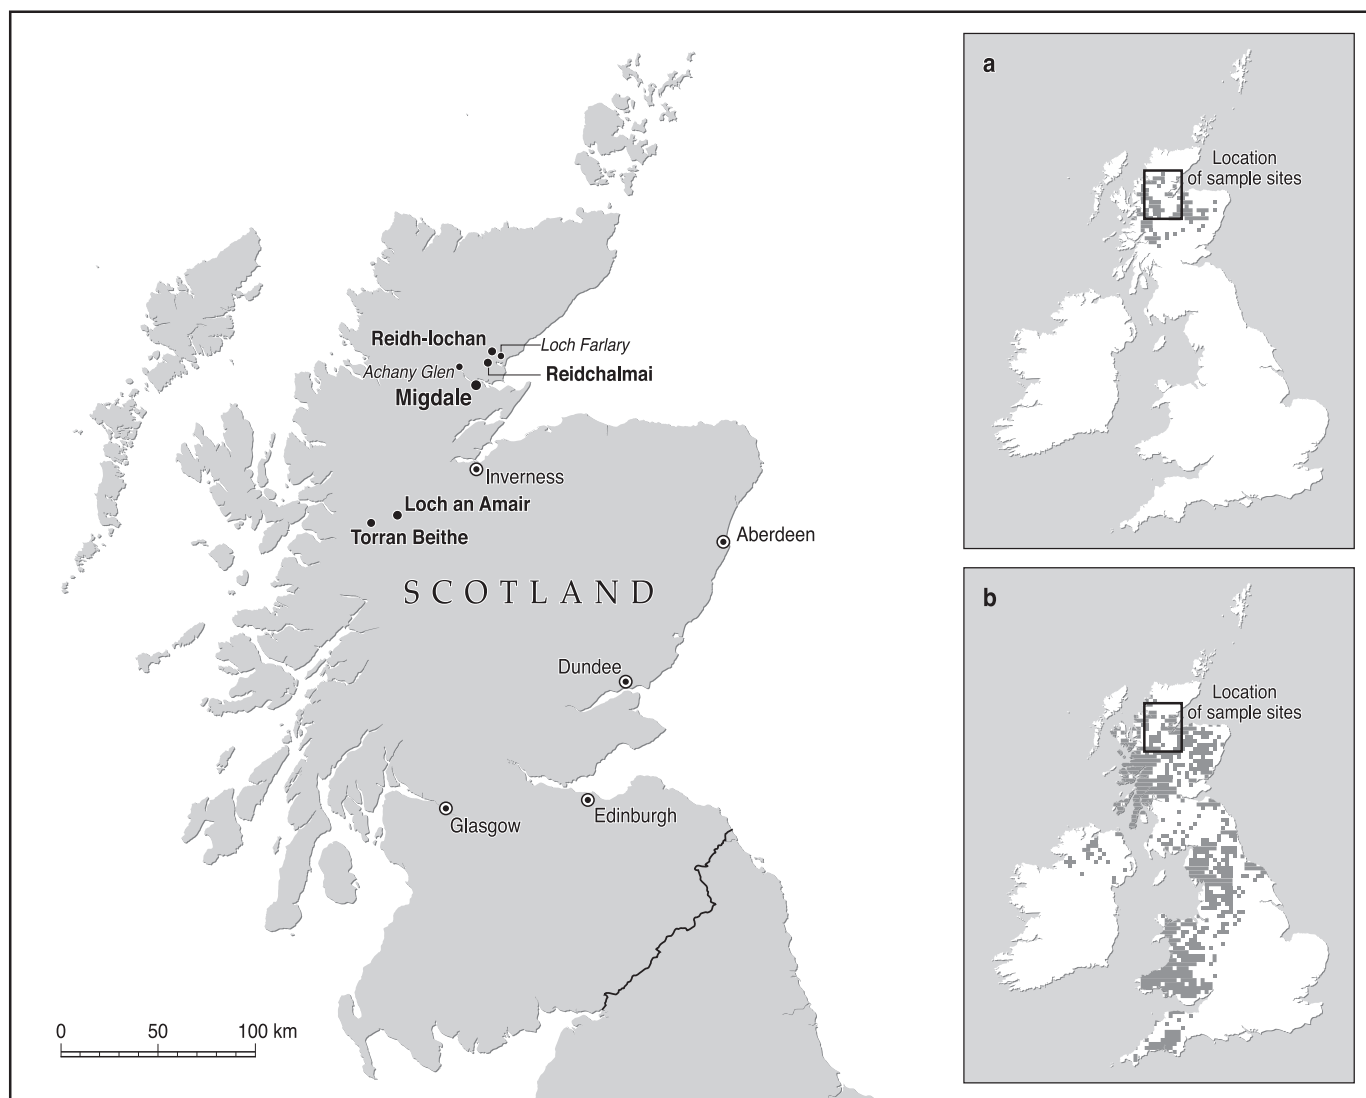 a
Location
of sample sites
Reidh-lochan
Loch Farlary
Achany Glen
Reidchalmai
Migdale
Inverness
Loch an Amair
Torran Beithe
Aberdeen
SCOTLAND
Dundee
Glasgow
Edinburgh
0 50 100 km
b
Location
of sample sites